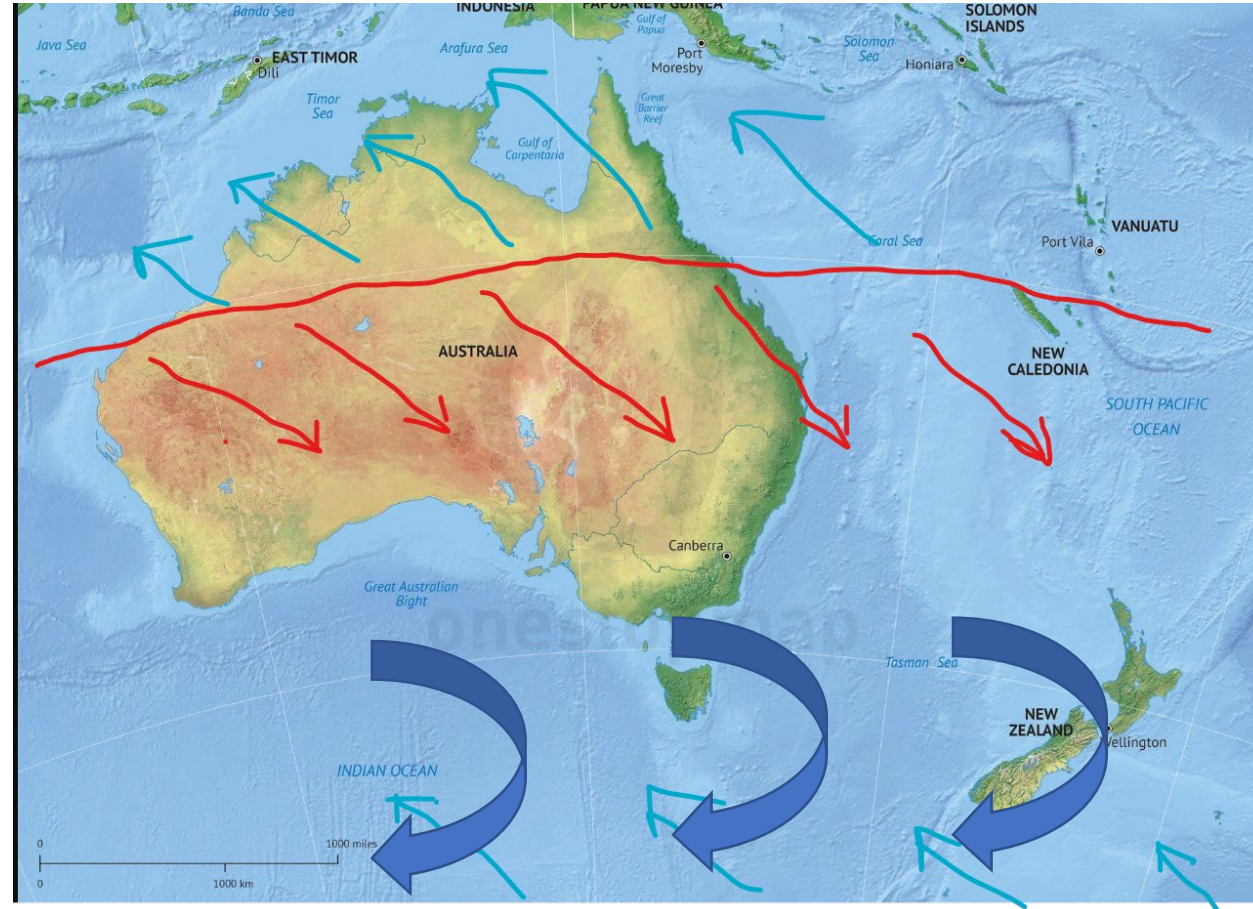 Banda Sea
INDONESIA
PAPUA NEW GUINEA
SOLOMON
ISLANDS
Java Sea
EAST TIMOR
Dili
Arafura Sea
Gulf of
Papua
Port
Moresby
Solomon
Sea
Honiara
Timor
Sea
Great
Barrier
Reef
Gulf of
Carpentaria
VANUATU
Port Vila
Coral Sea
AUSTRALIA
NEW
CALEDONIA
SOUTH PACIFIC
OCEAN
Canberra
Great Australian
Bight
onestopmap
Tasman Sea
NEW
ZEALAND
Wellington
INDIAN OCEAN
0
1000 miles
0
1000 km